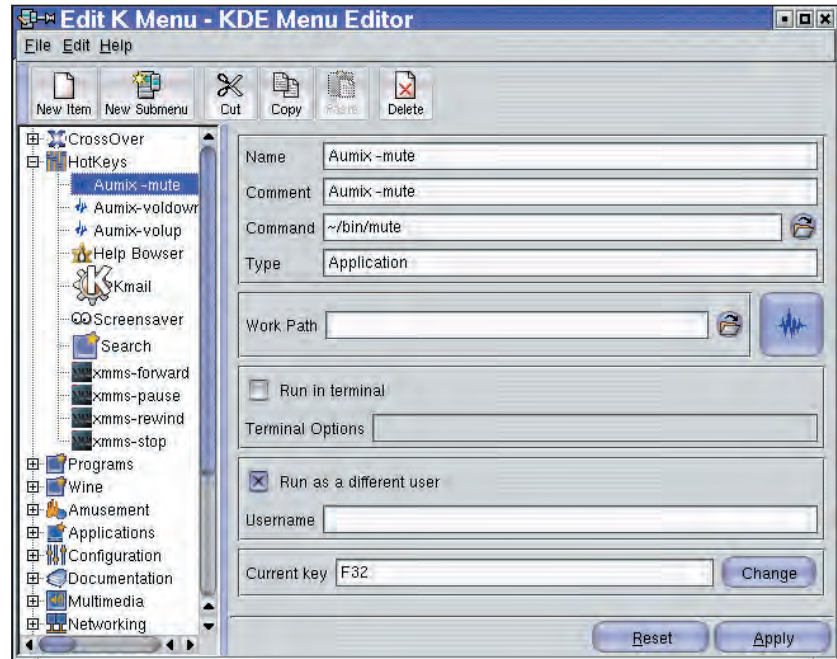 Edit K Menu - KDE Menu Editor
File Edit Help
New Item New Submenu Cut Copy Paste Delete
CrossOver
HotKeys
Aumix -mute
Aumix-voldown
Aumix-volup
Help Bowser
Kmail
Screensaver
Search
xmms-forward
xmms-pause
xmms-rewind
xmms-stop
Programs
Wine
Amusement
Applications
Configuration
Documentation
Multimedia
Networking
Name Aumix -mute
Comment Aumix -mute
Command ~/bin/mute
Type Application
Work Path
Run in terminal
Terminal Options
Run as a different user
Username
Current key F32 Change
Reset Apply